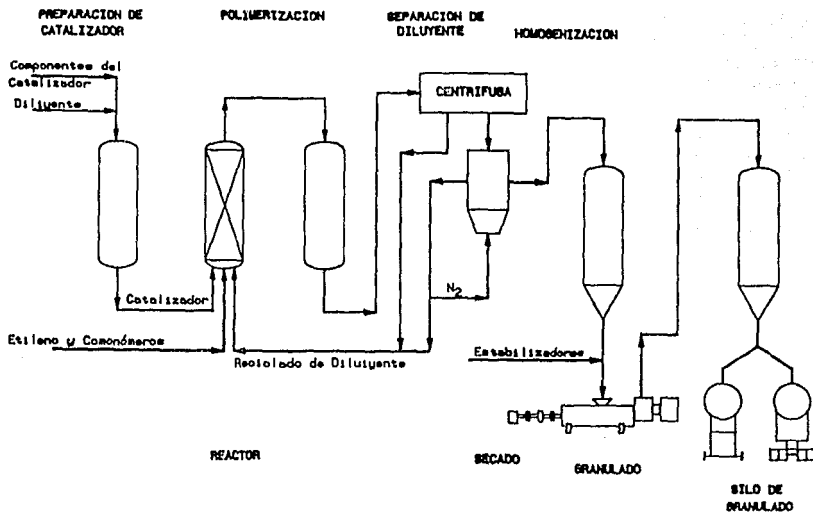 PREPARACION DE
CATALIZADOR
POLIMERIZACION
SEPARACION DE
DILUYENTE
HOMOGENIZACION
Componentes del
Catalizador
Diluyente
CENTRIFUGA
N2
Catalizador
Etileno y Comonómeros
Reciclado de Diluyente
Estabilizadores
REACTOR
SECADO
GRANULADO
SILO DE
GRANULADO